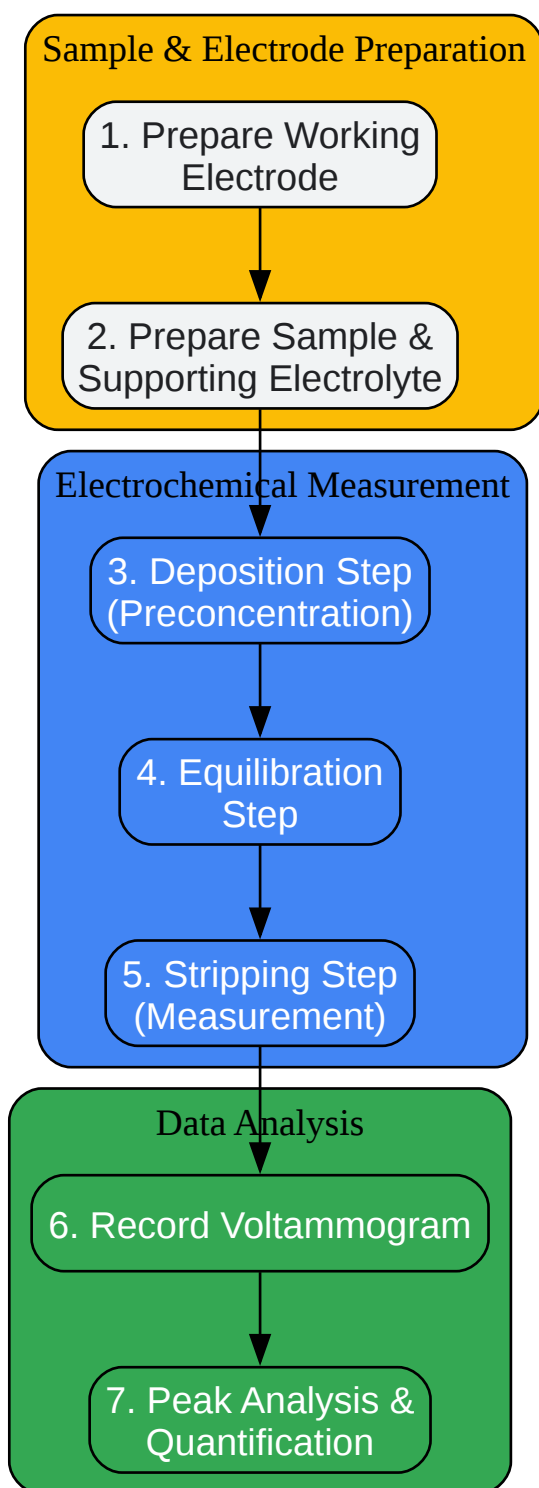 Sample & Electrode Preparation
1. Prepare Working
Electrode
2. Prepare Sample &
Supporting Electrolyte
Electrochemical Measurement
3. Deposition Step
(Preconcentration)
4. Equilibration
Step
5. Stripping Step
(Measurement)
Data Analysis
6. Record Voltammogram
7. Peak Analysis &
Quantification